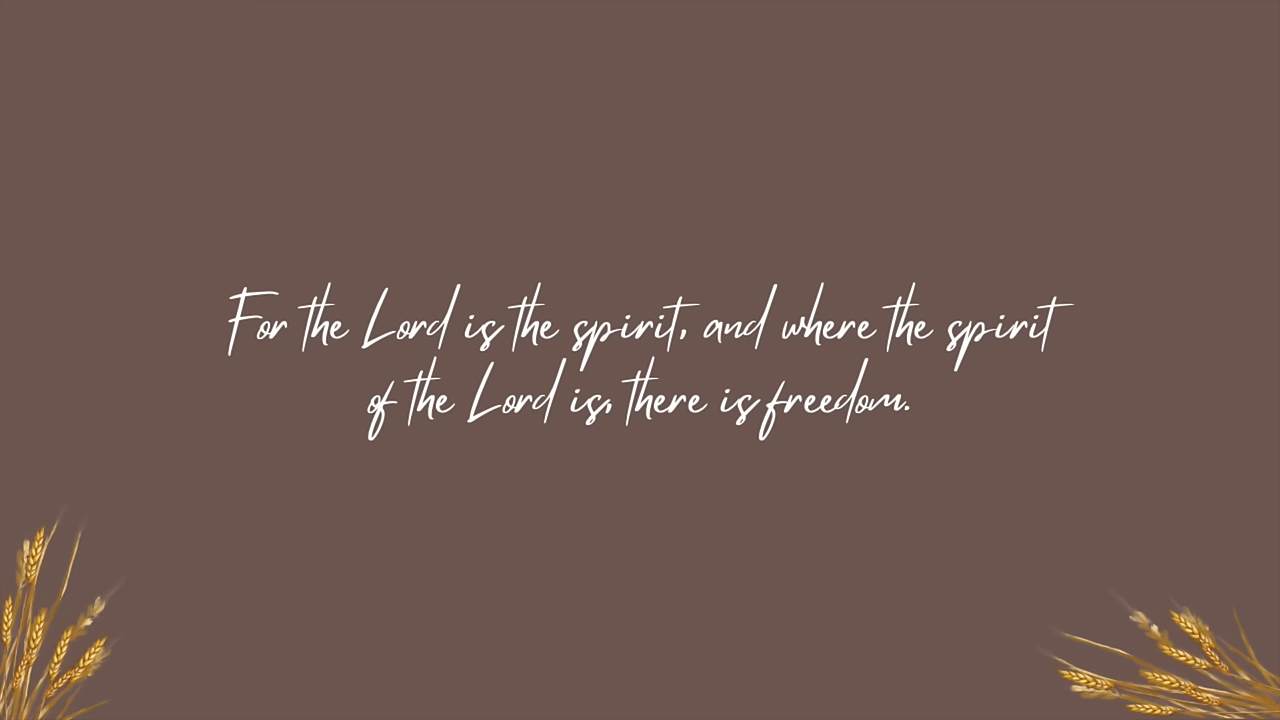 For the Lord is the spirit, and where the spirit
of the Lord is, there is freedom.